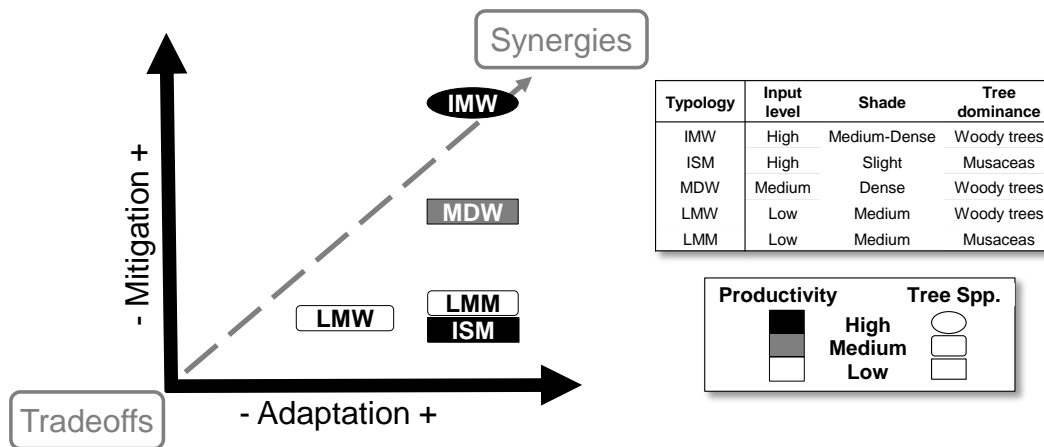 Synergies
IMW
MDW
LMM
LMW
ISM
- Mitigation +
- Adaptation +
Tradeoffs
Typology Input level Shade Tree dominance
IMW High Medium-Dense Woody trees
ISM High Slight Musaceas
MDW Medium Dense Woody trees
LMW Low Medium Woody trees
LMM Low Medium Musaceas
Productivity Tree Spp.
High
Medium
Low